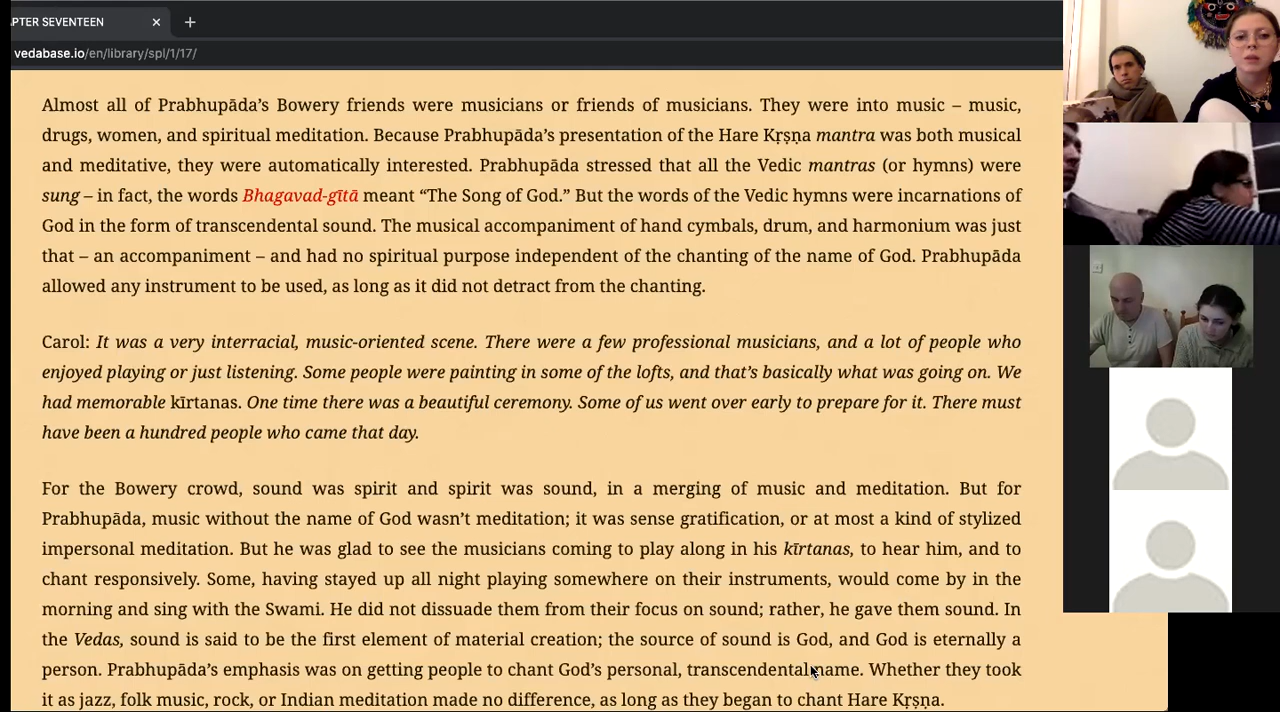 PTER SEVENTEEN
vedabase.io/en/library/spl/1/17/
Almost all of Prabhupāda's Bowery friends were musicians or friends of musicians. They were into music – music,
drugs, women, and spiritual meditation. Because Prabhupāda's presentation of the Hare Kṛṣṇa mantra was both musical
and meditative, they were automatically interested. Prabhupāda stressed that all the Vedic mantras (or hymns) were
sung – in fact, the words Bhagavad-gītā meant “The Song of God.” But the words of the Vedic hymns were incarnations of
God in the form of transcendental sound. The musical accompaniment of hand cymbals, drum, and harmonium was just
that – an accompaniment – and had no spiritual purpose independent of the chanting of the name of God. Prabhupāda
allowed any instrument to be used, as long as it did not detract from the chanting.
Carol: It was a very interracial, music-oriented scene. There were a few professional musicians, and a lot of people who
enjoyed playing or just listening. Some people were painting in some of the lofts, and that's basically what was going on. We
had memorable kīrtanas. One time there was a beautiful ceremony. Some of us went over early to prepare for it. There must
have been a hundred people who came that day.
For the Bowery crowd, sound was spirit and spirit was sound, in a merging of music and meditation. But for
Prabhupāda, music without the name of God wasn't meditation; it was sense gratification, or at most a kind of stylized
impersonal meditation. But he was glad to see the musicians coming to play along in his kīrtanas, to hear him, and to
chant responsively. Some, having stayed up all night playing somewhere on their instruments, would come by in the
morning and sing with the Swami. He did not dissuade them from their focus on sound; rather, he gave them sound. In
the Vedas, sound is said to be the first element of material creation; the source of sound is God, and God is eternally a
person. Prabhupāda's emphasis was on getting people to chant God's personal, transcendental name. Whether they took
it as jazz, folk music, rock, or Indian meditation made no difference, as long as they began to chant Hare Kṛṣṇa.